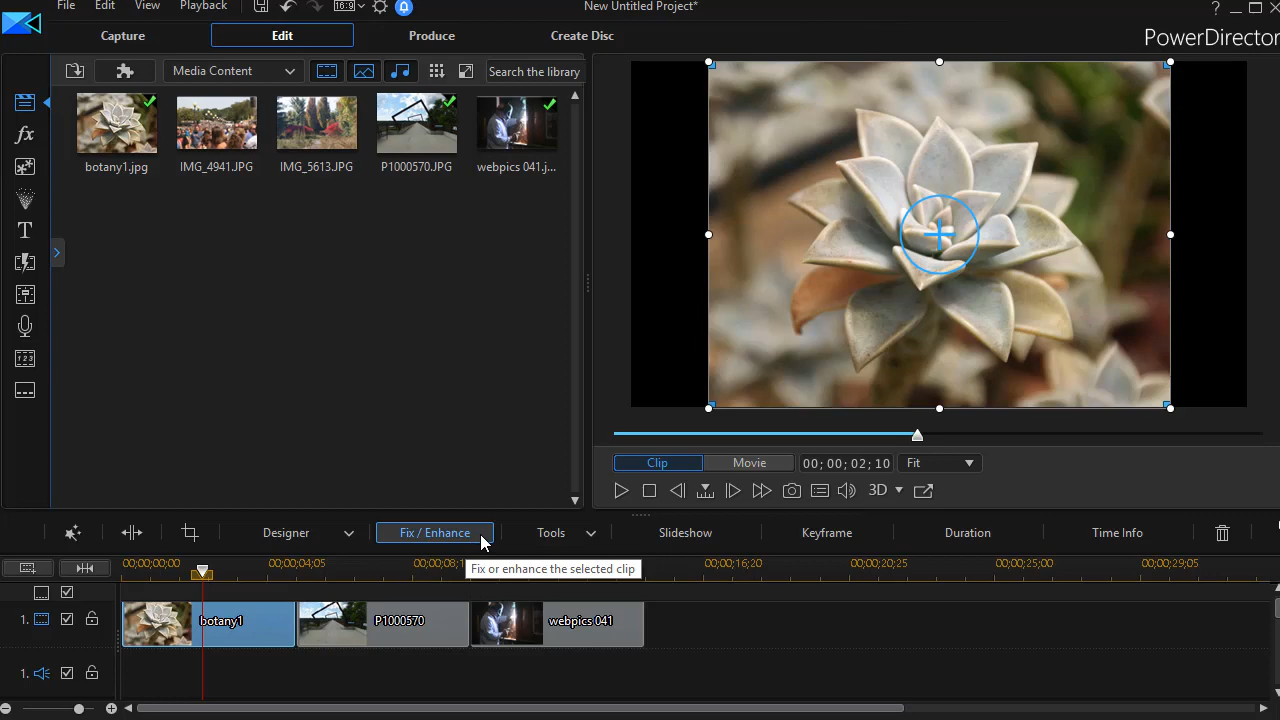 File Edit View Playback 16:9 New Untitled Project* ?
Capture Edit Produce Create Disc PowerDirector
Media Content Search the library
botany1.jpg IMG_4941.JPG IMG_5613.JPG P1000570.JPG webpics 041.j...
fx
T
Clip Movie 00; 00; 02; 10 Fit
3D
Designer Fix / Enhance Tools Slideshow Keyframe Duration Time Info
Fix or enhance the selected clip
00;00;00;00 00;00;04;05 00;00;08;1 00;00;16;20 00;00;20;25 00;00;25;00 00;00;29;05
1. botany1 P1000570 webpics 041
1.